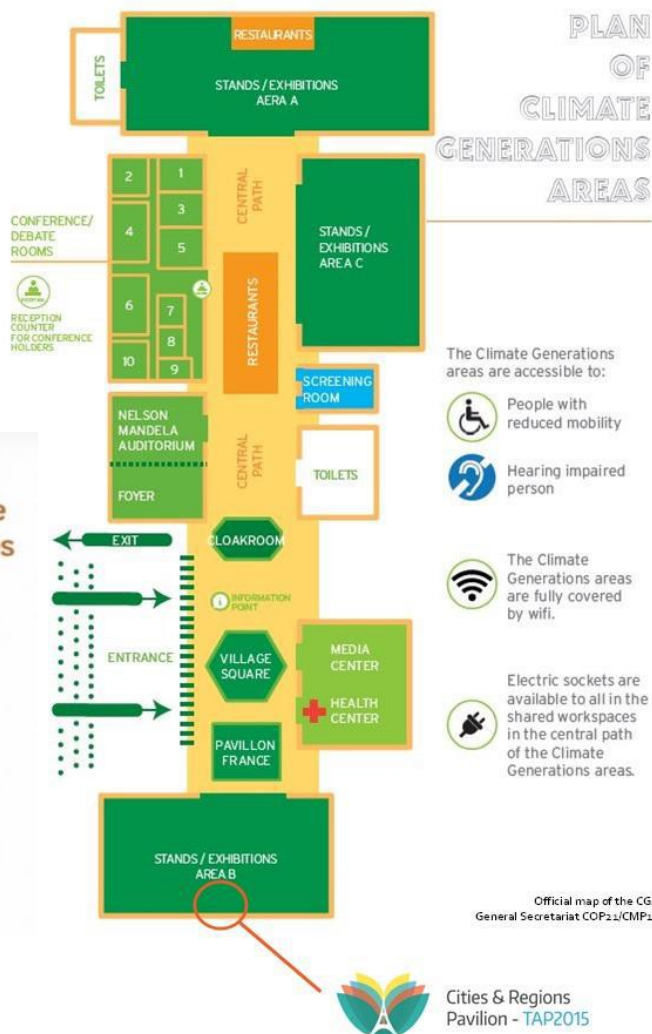 PLAN
OF
CLIMATE
GENERATIONS
AREAS
RESTAURANTS
TOILETS
STANDS / EXHIBITIONS
AERA A
2
1
3
4
5
6
7
8
9
10
CENTRAL
PATH
CONFERENCE/
DEBATE
ROOMS
RECEPTION
COUNTER
FOR CONFERENCE
HOLDERS
STANDS /
EXHIBITIONS
AREA C
RESTAURANTS
SCREENING
ROOM
NELSON
MANDELA
AUDITORIUM
FOYER
CENTRAL
PATH
TOILETS
The Climate Generations
areas are accessible to:
People with
reduced mobility
Hearing impaired
person
The Climate
Generations areas
are fully covered
by wifi.
Electric sockets are
available to all in the
shared workspaces
in the central path
of the Climate
Generations areas.
e
s
EXIT
CLOAKROOM
i INFORMATION
POINT
ENTRANCE
VILLAGE
SQUARE
MEDIA
CENTER
HEALTH
CENTER
PAVILLON
FRANCE
STANDS / EXHIBITIONS
AREA B
Official map of the CG
General Secretariat COP21/CMP1
Cities & Regions
Pavilion - TAP2015